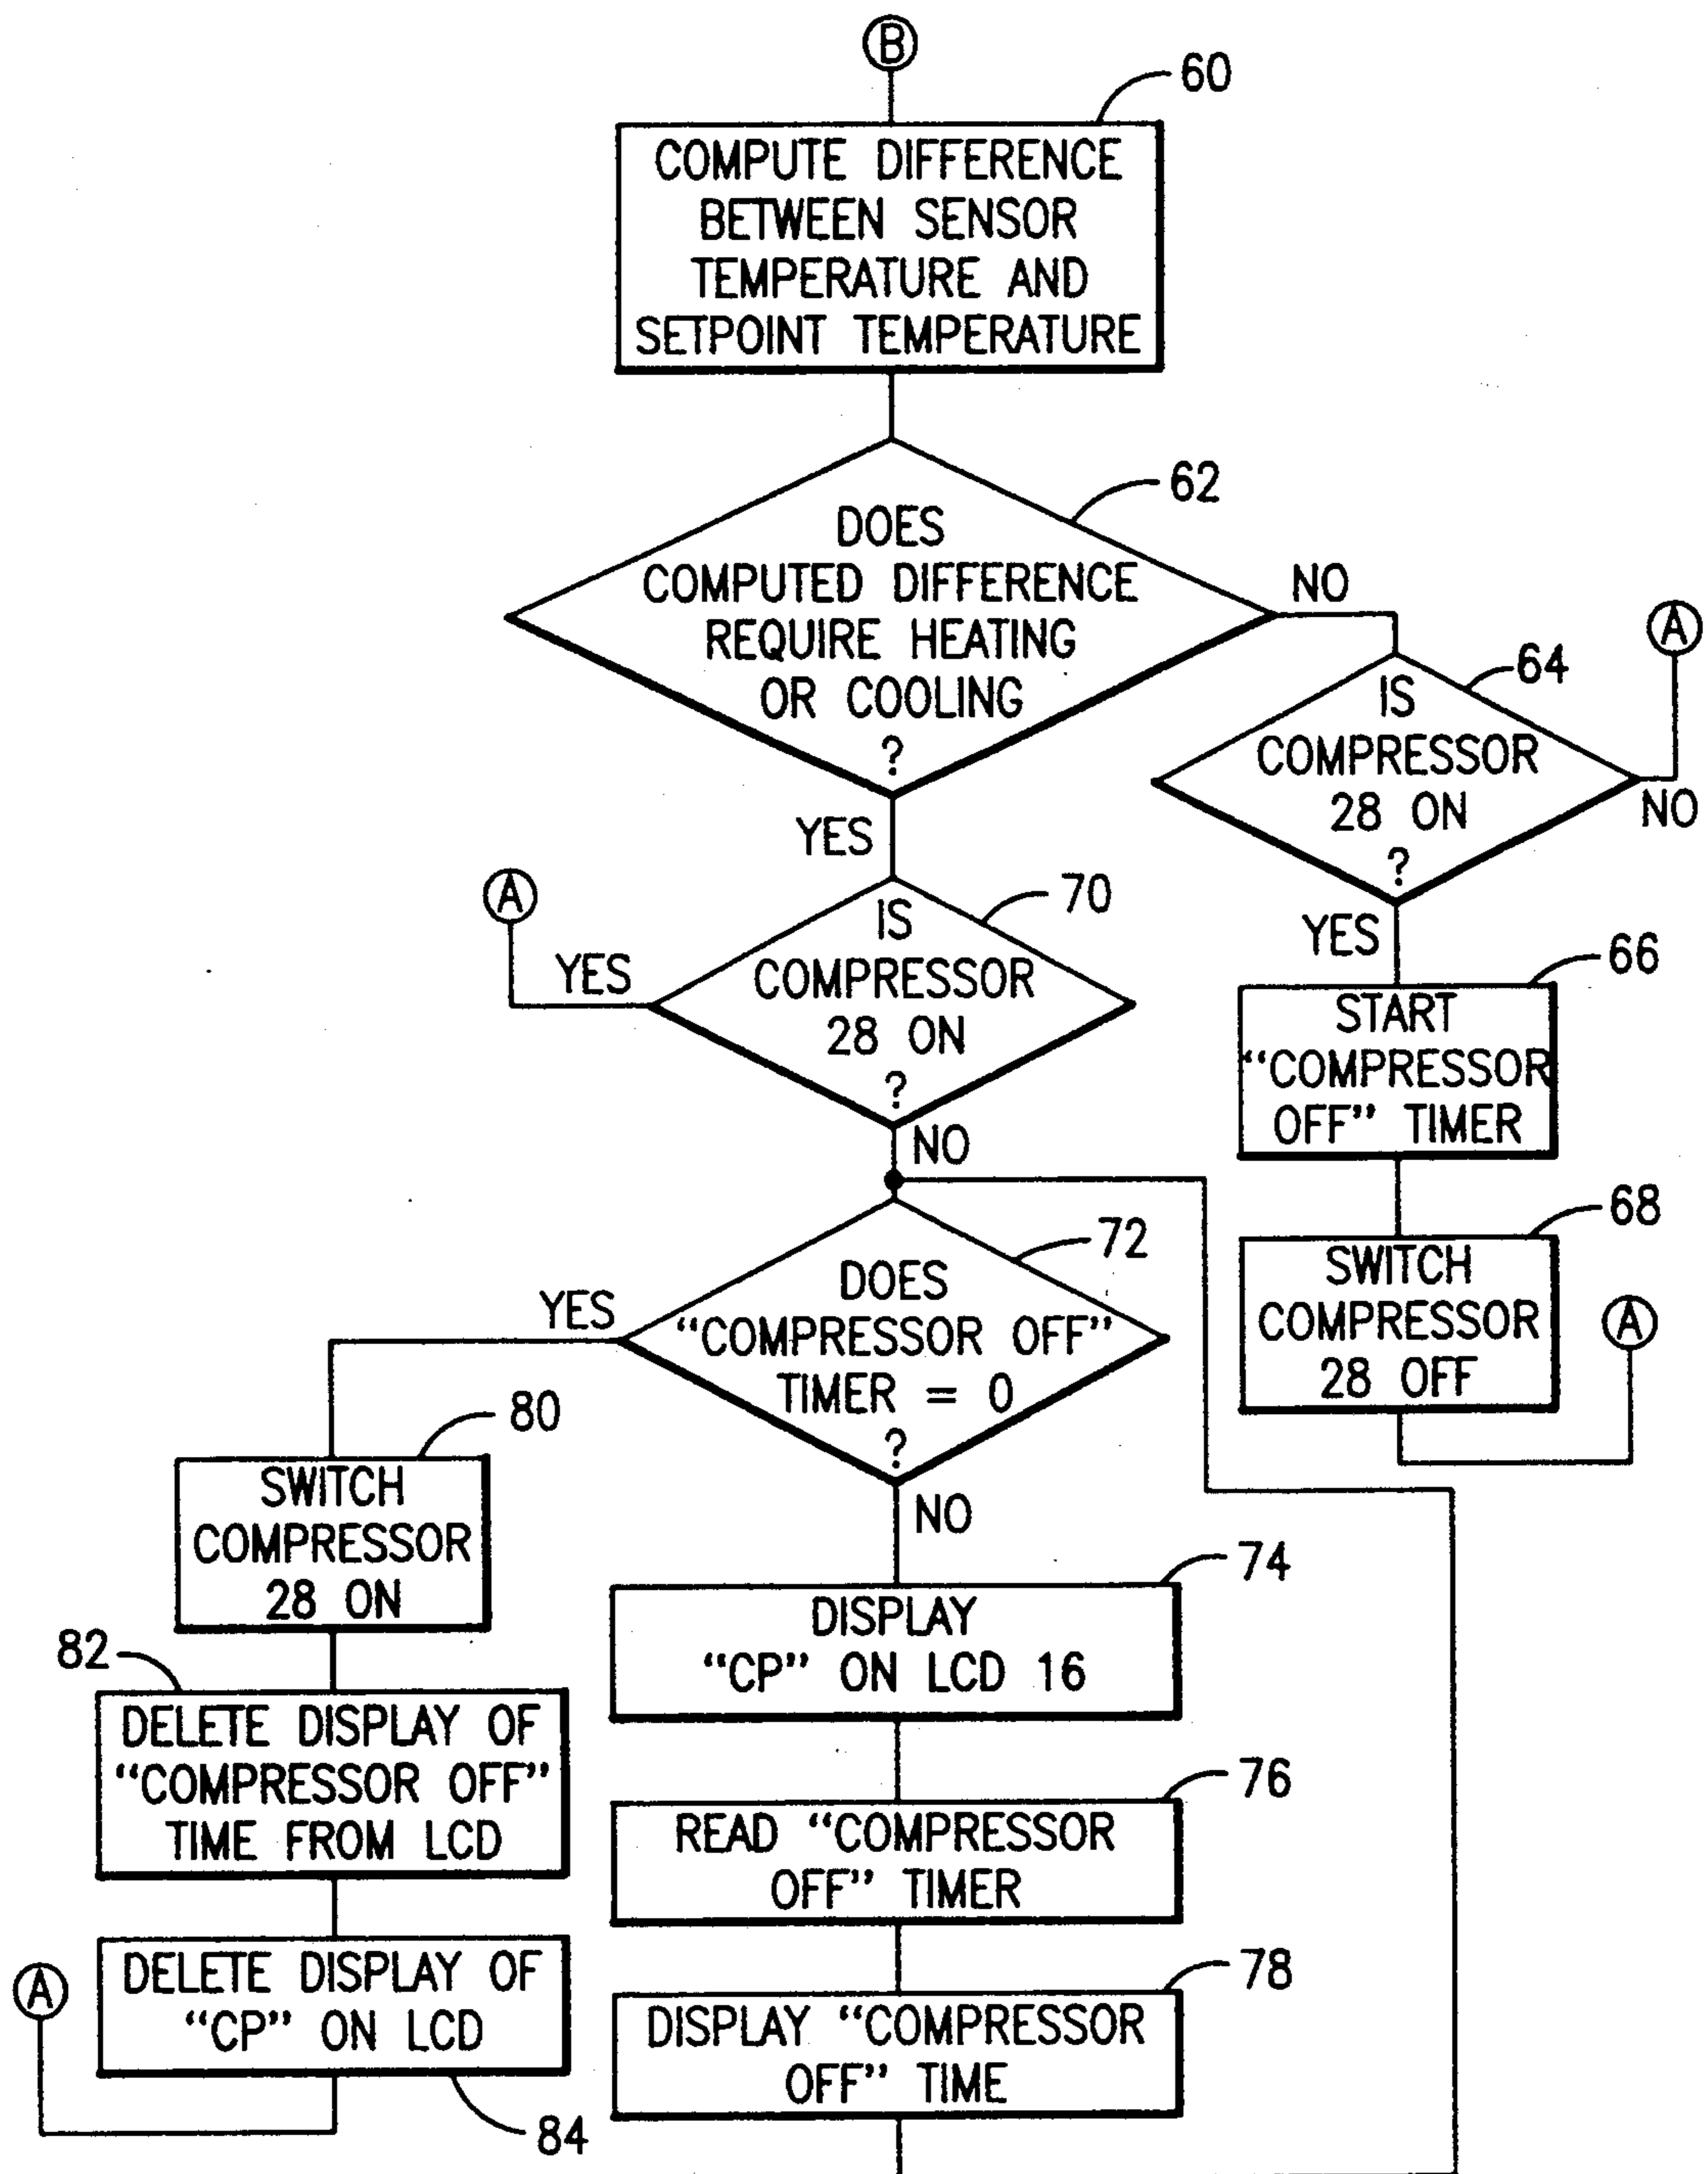 B
60
COMPUTE DIFFERENCE
BETWEEN SENSOR
TEMPERATURE AND
SETPOINT TEMPERATURE
62
DOES
COMPUTED DIFFERENCE
REQUIRE HEATING
OR COOLING
?
NO
YES
A
64
IS
COMPRESSOR
28 ON
?
NO
YES
66
START
“COMPRESSOR
OFF” TIMER
68
SWITCH
COMPRESSOR
28 OFF
A
A
YES
70
IS
COMPRESSOR
28 ON
?
NO
72
DOES
“COMPRESSOR OFF”
TIMER = 0
?
YES
NO
80
SWITCH
COMPRESSOR
28 ON
82
DELETE DISPLAY OF
“COMPRESSOR OFF”
TIME FROM LCD
A
DELETE DISPLAY OF
“CP” ON LCD
84
74
DISPLAY
“CP” ON LCD 16
76
READ “COMPRESSOR
OFF” TIMER
78
DISPLAY “COMPRESSOR
OFF” TIME